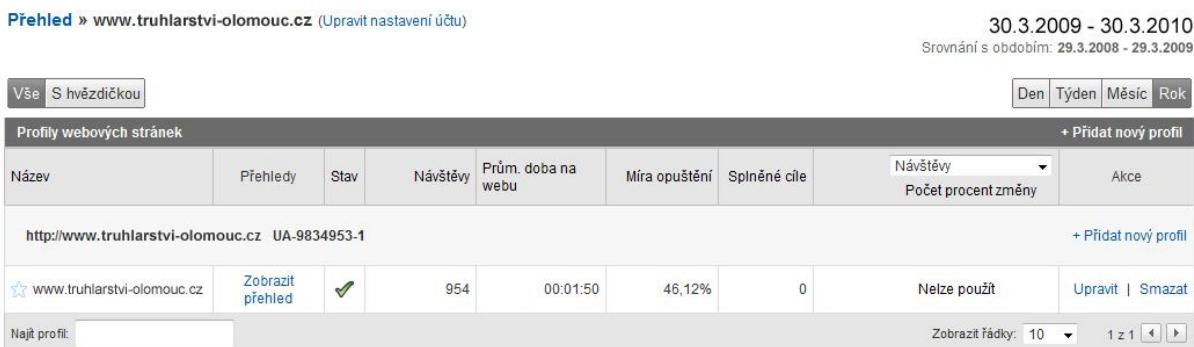 Přehled » www.truhlarstvi-olomouc.cz (Upravit nastavení účtu)
30.3.2009 - 30.3.2010
Srovnání s obdobím: 29.3.2008 - 29.3.2009
Vše S hvězdičkou
Den Týden Měsíc Rok
Profily webových stránek + Přidat nový profil
Název Přehledy Stav Návštěvy Prům. doba na webu Míra opuštění Splněné cíle Návštěvy Počet procent změny Akce
http://www.truhlarstvi-olomouc.cz UA-9834953-1 + Přidat nový profil
www.truhlarstvi-olomouc.cz Zobrazit přehled 954 00:01:50 46,12% 0 Nelze použít Upravit | Smazat
Najít profil: Zobrazit řádky: 10 1 z 1